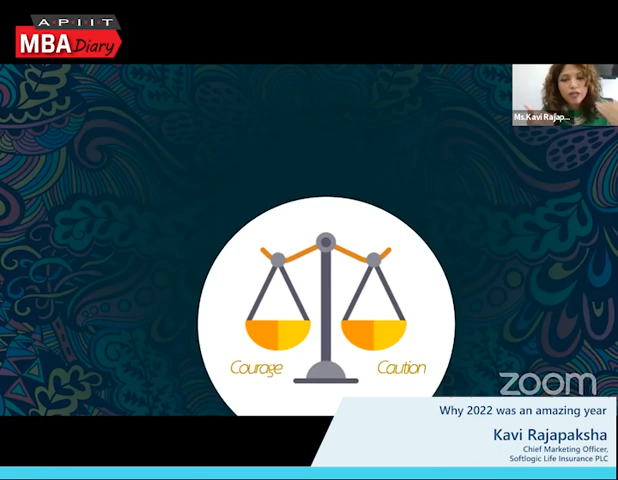 A P I I T
MBA Diary
Ms.Kavi Rajap...
Courage
Caution
zoom
Why 2022 was an amazing year
Kavi Rajapaksha
Chief Marketing Officer,
Softlogic Life Insurance PLC